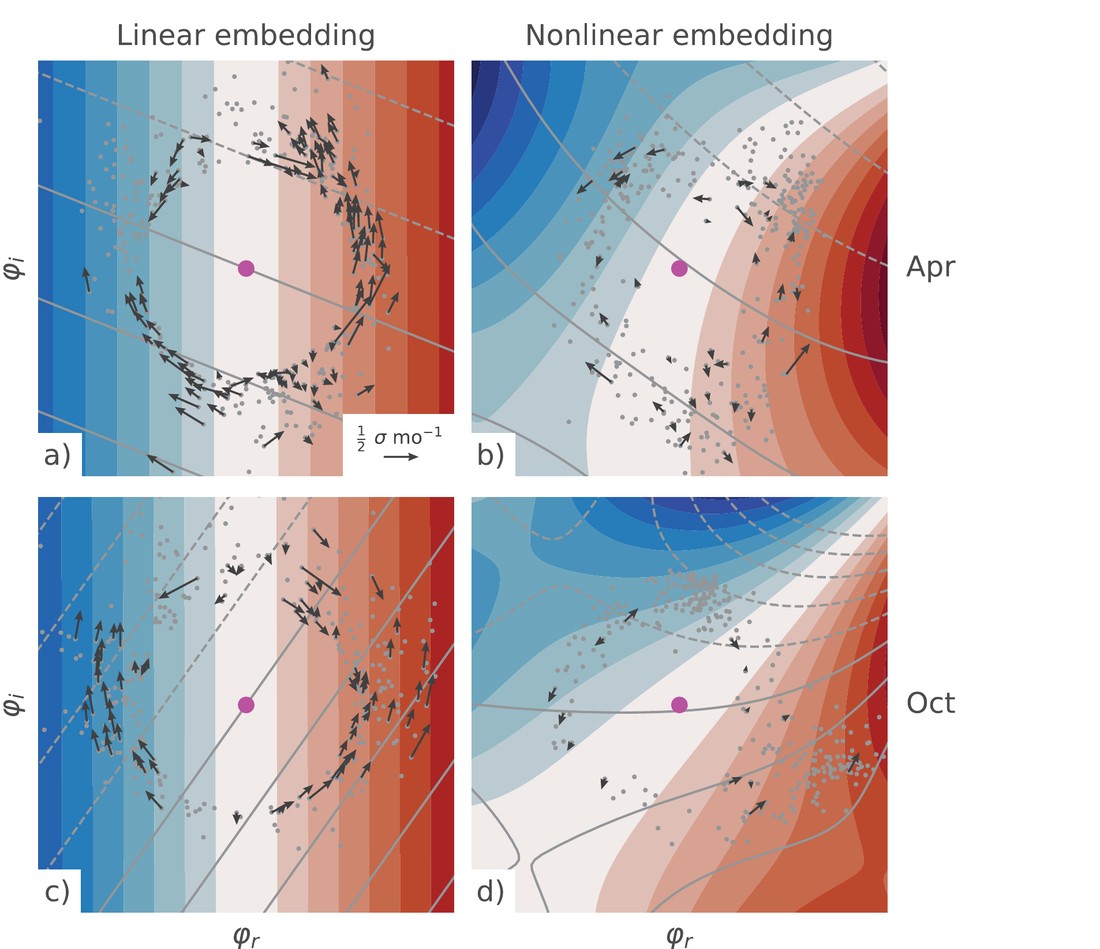 Linear embedding
Nonlinear embedding
φi
a)
½ σ mo⁻¹
b)
Apr
φi
c)
d)
Oct
φr
φr